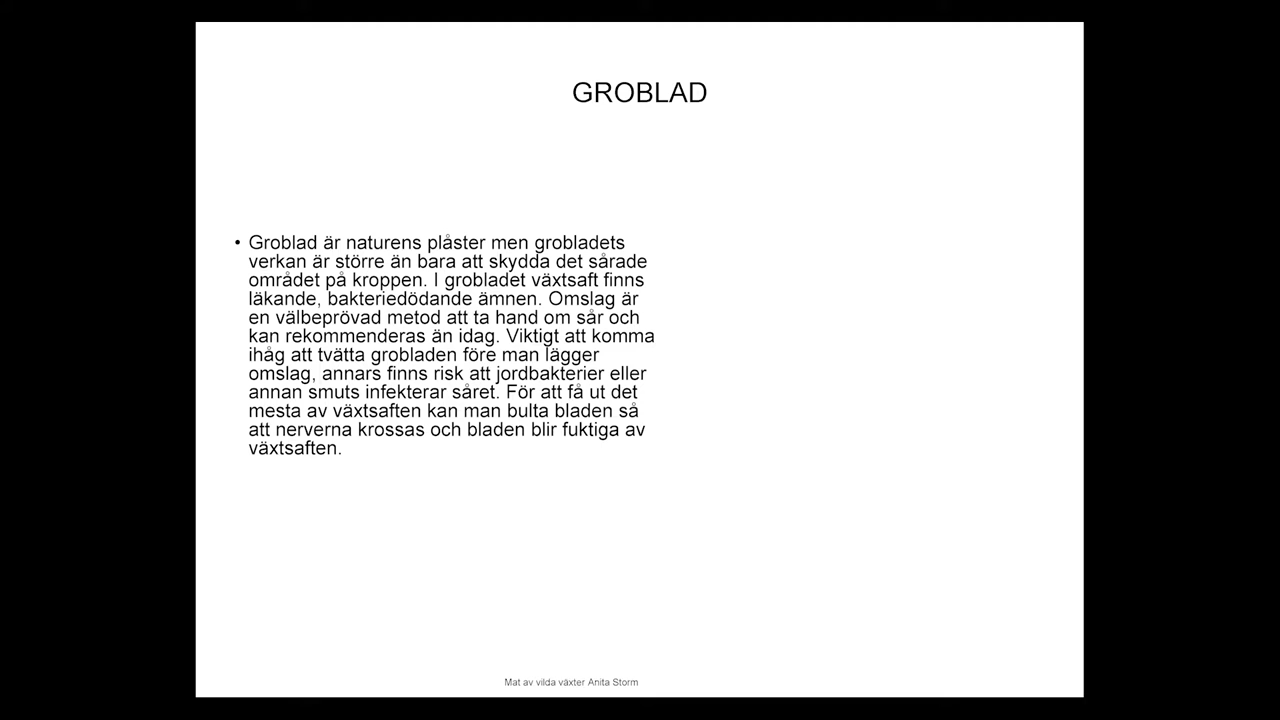 GROBLAD
• Groblad är naturens plåster men grobladets
verkan är större än bara att skydda det sårade
området på kroppen. I grobladet växtsaft finns
läkande, bakteriedödande ämnen. Omslag är
en välbeprövad metod att ta hand om sår och
kan rekommenderas än idag. Viktigt att komma
ihåg att tvätta grobladen före man lägger
omslag, annars finns risk att jordbakterier eller
annan smuts infekterar såret. För att få ut det
mesta av växtsaften kan man bulta bladen så
att nerverna krossas och bladen blir fuktiga av
växtsaften.
Mat av vilda växter Anita Storm